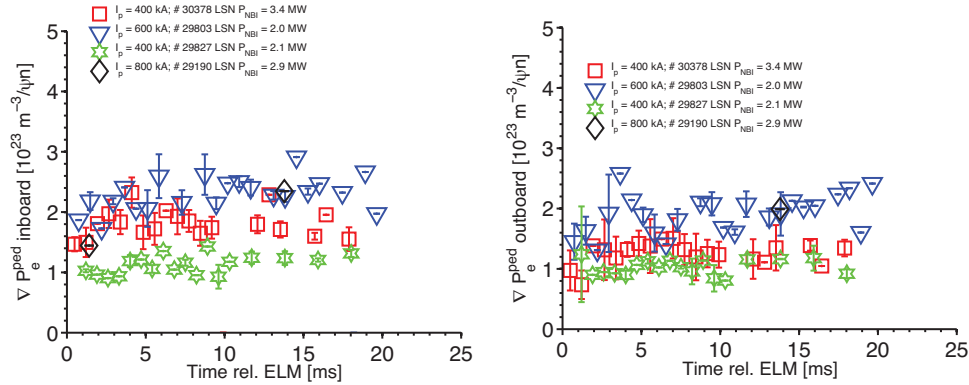 I_p = 400 kA; # 30378 LSN P_NBI = 3.4 MW
I_p = 600 kA; # 29803 LSN P_NBI = 2.0 MW
I_p = 400 kA; # 29827 LSN P_NBI = 2.1 MW
I_p = 800 kA; # 29190 LSN P_NBI = 2.9 MW
∇ P_e^ped inboard [10^23 m^−3/ψn]
5
4
3
2
1
0
0 5 10 15 20 25
Time rel. ELM [ms]
I_p = 400 kA; # 30378 LSN P_NBI = 3.4 MW
I_p = 600 kA; # 29803 LSN P_NBI = 2.0 MW
I_p = 400 kA; # 29827 LSN P_NBI = 2.1 MW
I_p = 800 kA; # 29190 LSN P_NBI = 2.9 MW
∇ P_e^ped outboard [10^23 m^−3/ψn]
5
4
3
2
1
0
0 5 10 15 20 25
Time rel. ELM [ms]